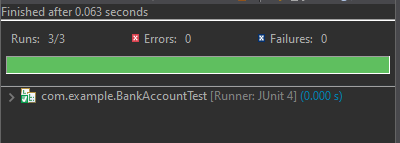 Finished after 0.063 seconds
Runs: 3/3 Errors: 0 Failures: 0
com.example.BankAccountTest [Runner: JUnit 4] (0.000 s)